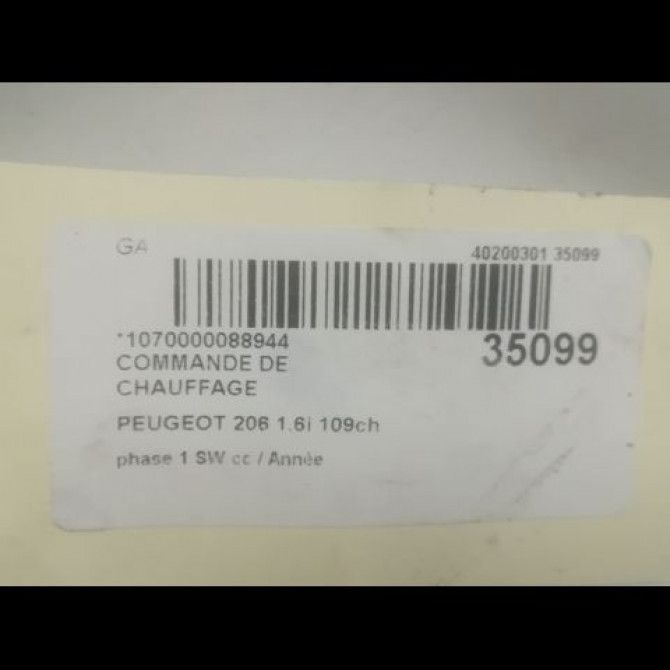 GA
40200301 35099
*1070000088944
35099
COMMANDE DE
CHAUFFAGE
PEUGEOT 206 1.6i 109ch
phase 1 SW cc / Année